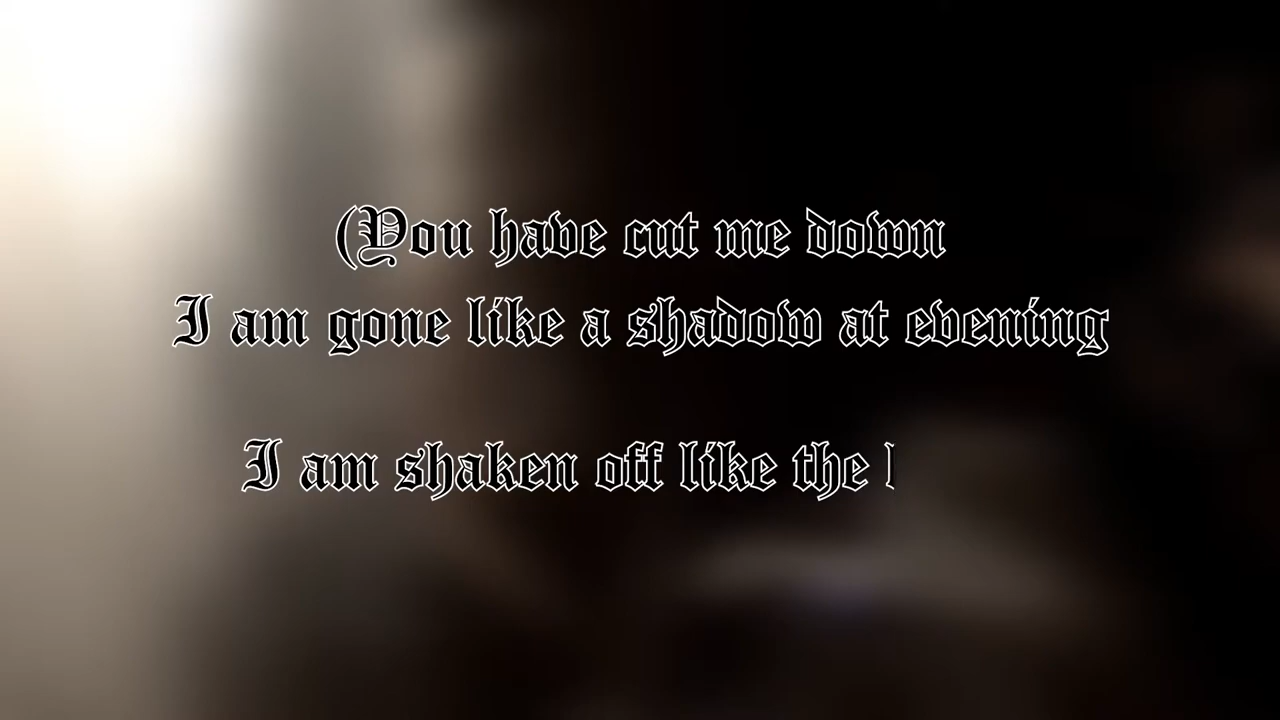 (You have cut me down
I am gone like a shadow at evening
I am shaken off like the